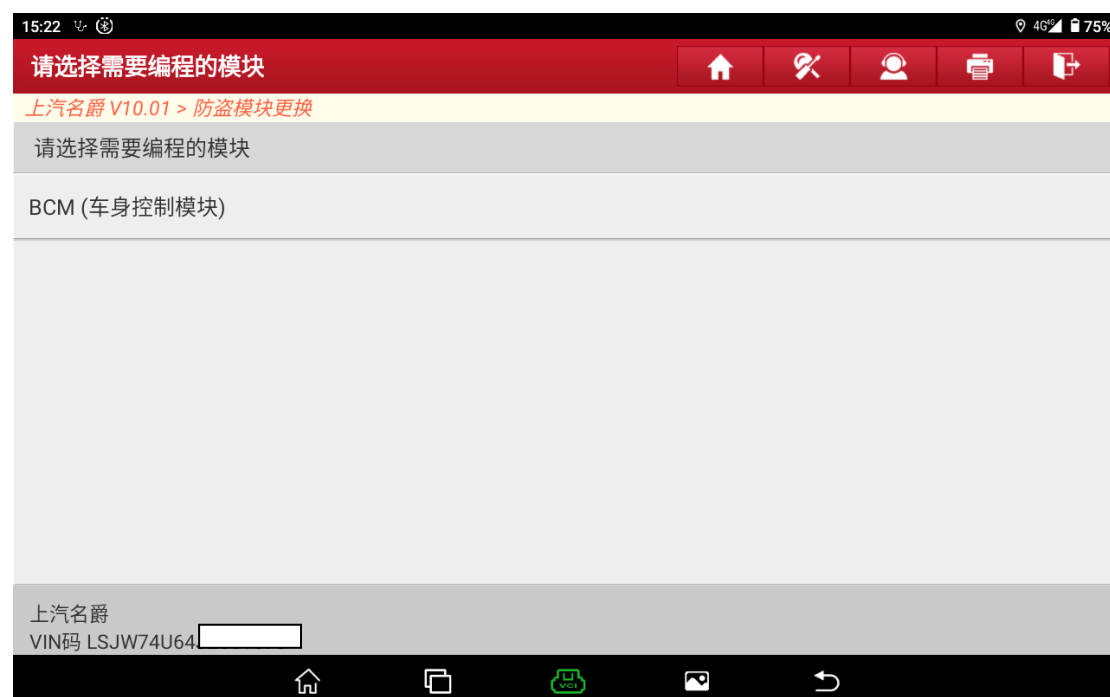 15:22 4G 4G 75%
请选择需要编程的模块
上汽名爵 V10.01 > 防盗模块更换
请选择需要编程的模块
BCM (车身控制模块)
上汽名爵
VIN码 LSJW74U64
VCI